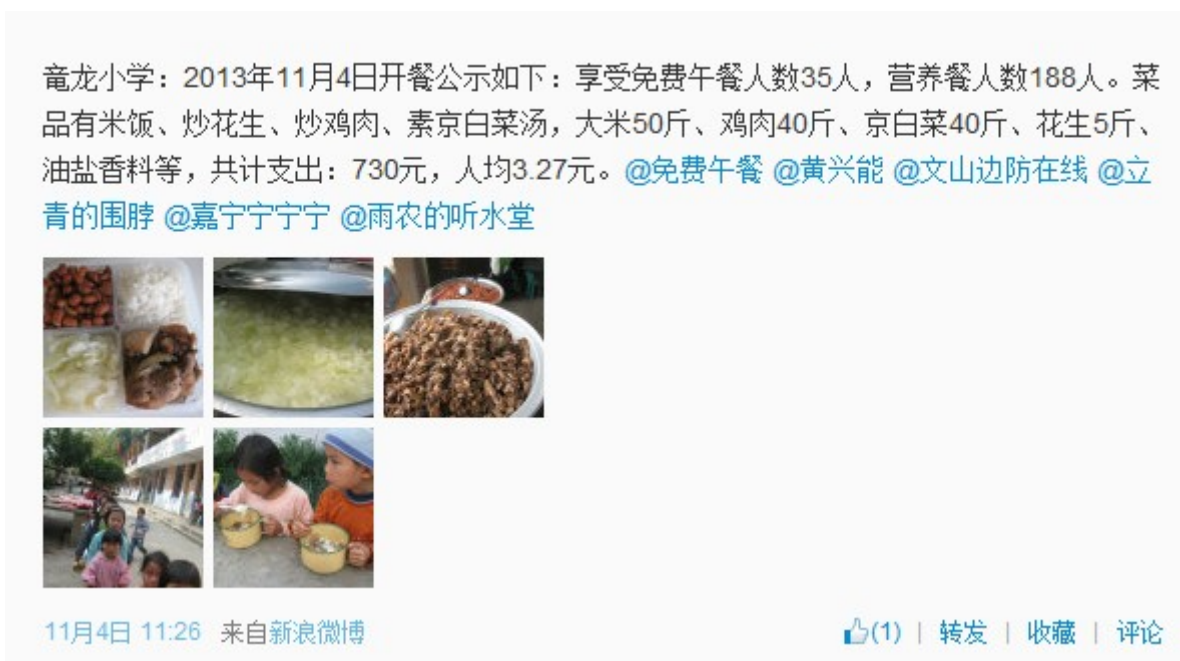 竜龙小学：2013年11月4日开餐公示如下：享受免费午餐人数35人，营养餐人数188人。菜
品有米饭、炒花生、炒鸡肉、素京白菜汤，大米50斤、鸡肉40斤、京白菜40斤、花生5斤、
油盐香料等，共计支出：730元，人均3.27元。@免费午餐 @黄兴能 @文山边防在线 @立
青的围脖 @嘉宁宁宁宁 @雨农的听水堂
11月4日 11:26 来自新浪微博 (1) | 转发 | 收藏 | 评论